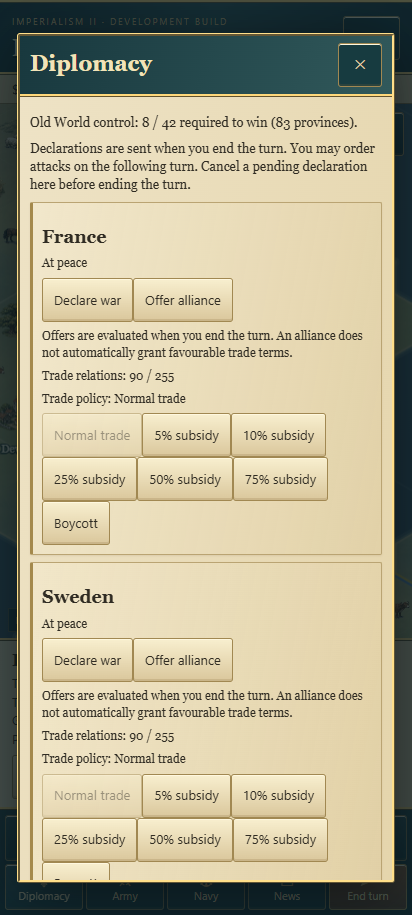 IMPERIALISM II · DEVELOPMENT BUILD
Diplomacy
×
Old World control: 8 / 42 required to win (83 provinces).
Declarations are sent when you end the turn. You may order
attacks on the following turn. Cancel a pending declaration
here before ending the turn.
France
At peace
Declare war Offer alliance
Offers are evaluated when you end the turn. An alliance does
not automatically grant favourable trade terms.
Trade relations: 90 / 255
Trade policy: Normal trade
Normal trade 5% subsidy 10% subsidy
25% subsidy 50% subsidy 75% subsidy
Boycott
Sweden
At peace
Declare war Offer alliance
Offers are evaluated when you end the turn. An alliance does
not automatically grant favourable trade terms.
Trade relations: 90 / 255
Trade policy: Normal trade
Normal trade 5% subsidy 10% subsidy
25% subsidy 50% subsidy 75% subsidy
Diplomacy Army Navy News End turn